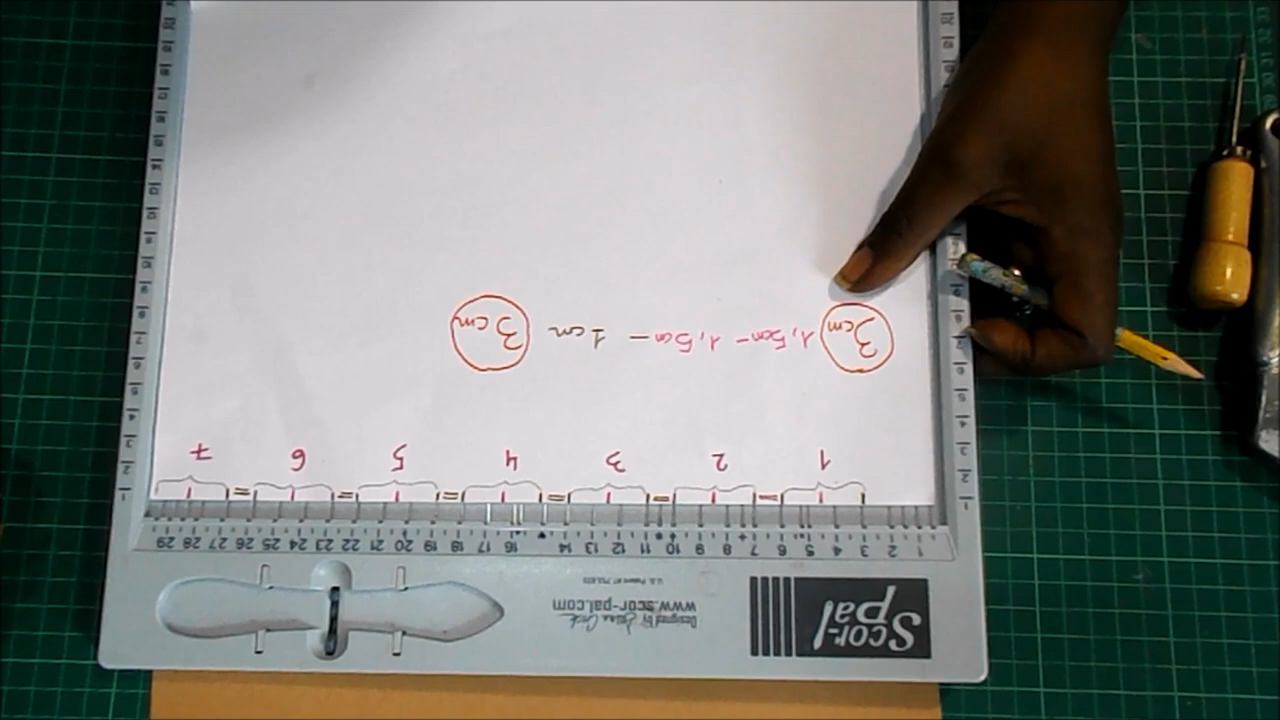 Scor-
pal
Designed by
www.scor-pal.com
1 2 3 4 5 6 7 8 9 10 11 12 13 14 16 17 18 19 20 21 22 23 24 25 26 27 28 29
1 = 2 = 3 = 4 = 5 = 6 = 7
3cm 1,5cm - 1,5cm — 1cm 3cm